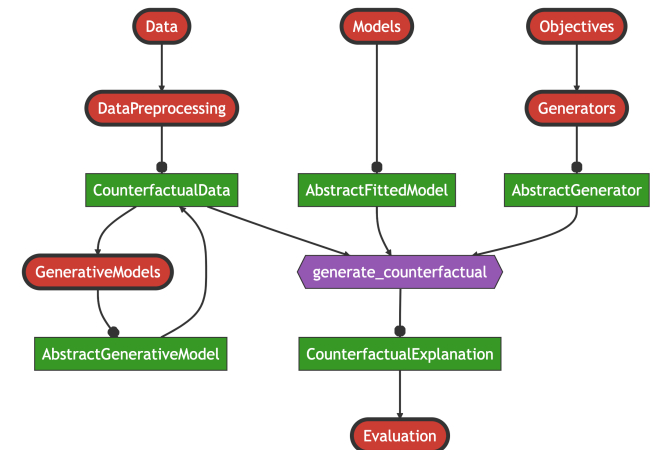 Data
Models
Objectives
DataPreprocessing
Generators
CounterfactualData
AbstractFittedModel
AbstractGenerator
GenerativeModels
generate_counterfactual
AbstractGenerativeModel
CounterfactualExplanation
Evaluation